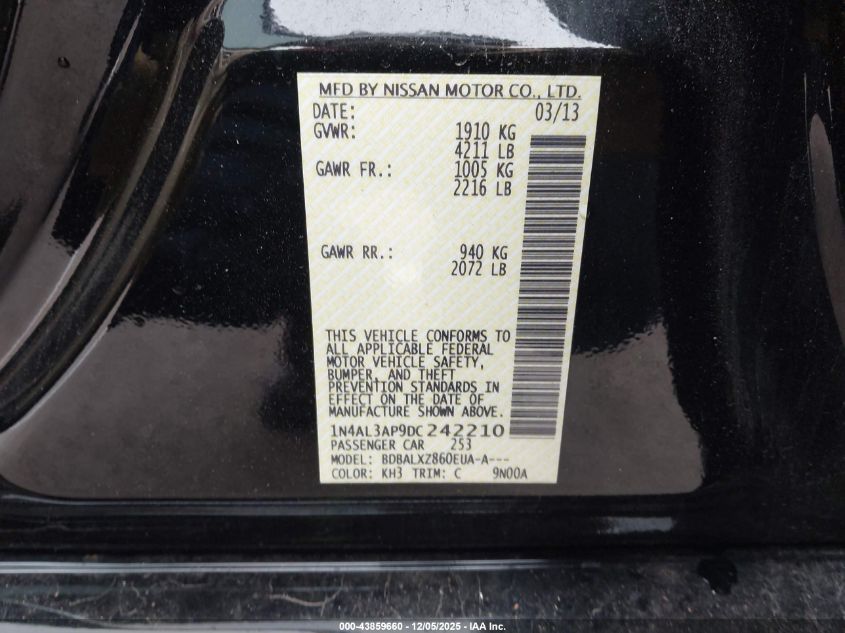 MFD BY NISSAN MOTOR CO., LTD.
DATE: 03/13
GVWR: 1910 KG
4211 LB
GAWR FR.: 1005 KG
2216 LB
GAWR RR.: 940 KG
2072 LB
THIS VEHICLE CONFORMS TO
ALL APPLICABLE FEDERAL
MOTOR VEHICLE SAFETY,
BUMPER, AND THEFT
PREVENTION STANDARDS IN
EFFECT ON THE DATE OF
MANUFACTURE SHOWN ABOVE.
1N4AL3AP9DC242210
PASSENGER CAR 253
MODEL: BDBALXZ860EUA-A---
COLOR: KH3 TRIM: C 9N00A
000-43859660 - 12/05/2025 - IAA Inc.